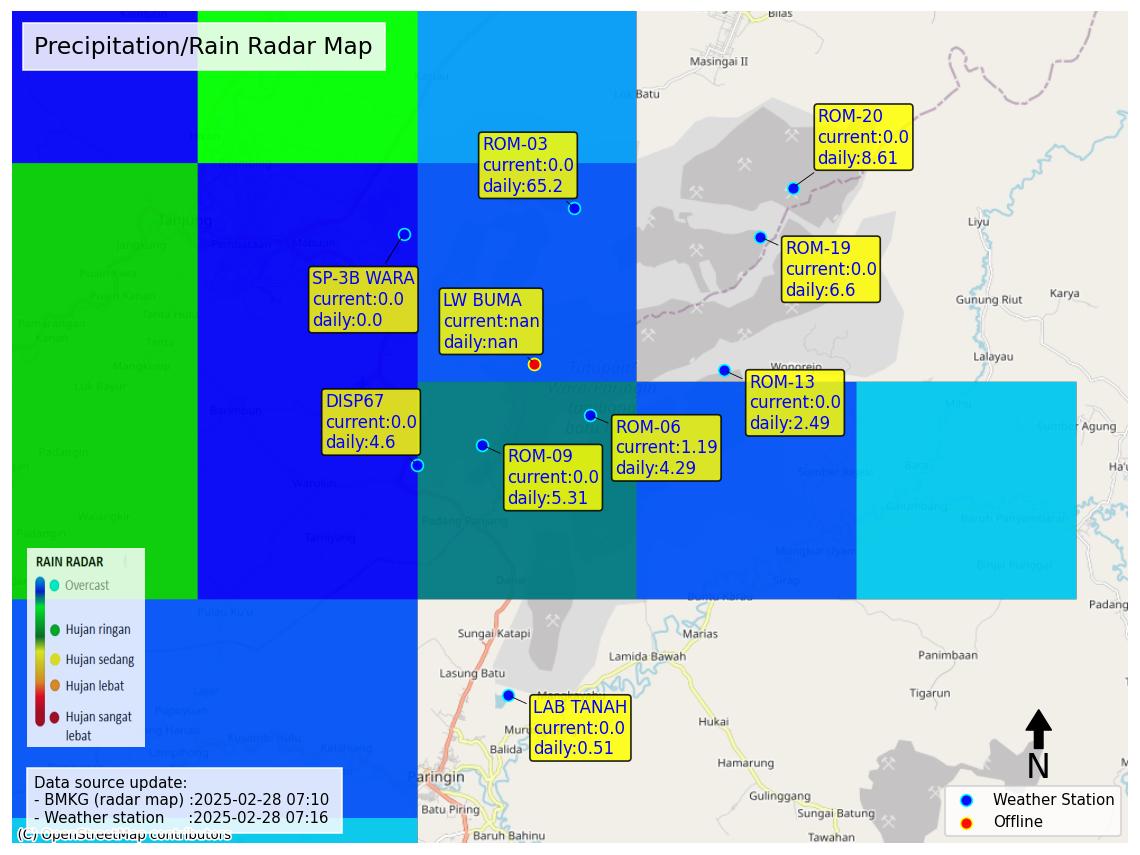 Precipitation/Rain Radar Map
Bilas
Masingai II
Batu
ROM-20
current:0.0
daily:8.61
ROM-03
current:0.0
daily:65.2
Tanjung
Liyu
ROM-19
current:0.0
daily:6.6
SP-3B WARA
current:0.0
daily:0.0
LW BUMA
current:nan
daily:nan
Gunung Riut
Karya
Lalayau
Wonorejo
ROM-13
current:0.0
daily:2.49
DISP67
current:0.0
daily:4.6
ROM-06
current:1.19
daily:4.29
ROM-09
current:0.0
daily:5.31
Agung
Padang Panjang
RAIN RADAR
Overcast
Hujan ringan
Hujan sedang
Hujan lebat
Hujan sangat
lebat
Sungai Katapi
Marias
Lamida Bawah
Panimbaan
Lasung Batu
Tigarun
LAB TANAH
current:0.0
daily:0.51
Hukai
Balida
Hamarung
N
Paringin
Batu Piring
Gulinggang
Sungai Batung
Baruh Bahinu
Tawahan
Data source update:
- BMKG (radar map) :2025-02-28 07:10
- Weather station :2025-02-28 07:16
(C) OpenStreetMap contributors
Weather Station
Offline